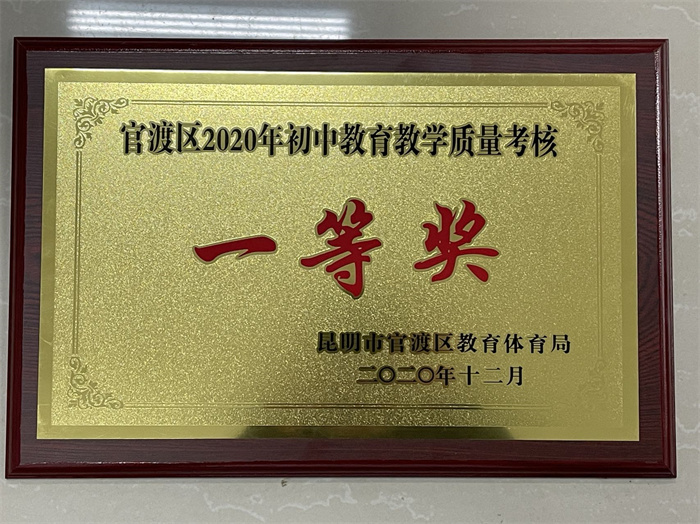 官渡区2020年初中教育教学质量考核
一等奖
昆明市官渡区教育体育局
二〇二〇年十二月